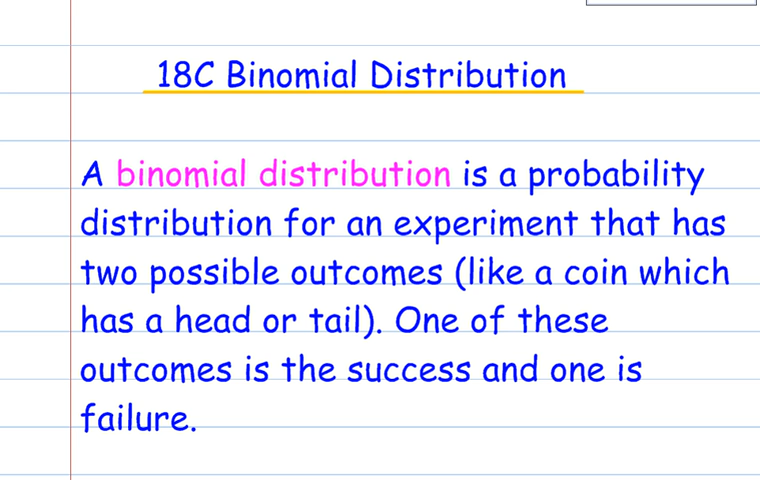 18C Binomial Distribution
A binomial distribution is a probability
distribution for an experiment that has
two possible outcomes (like a coin which
has a head or tail). One of these
outcomes is the success and one is
failure.